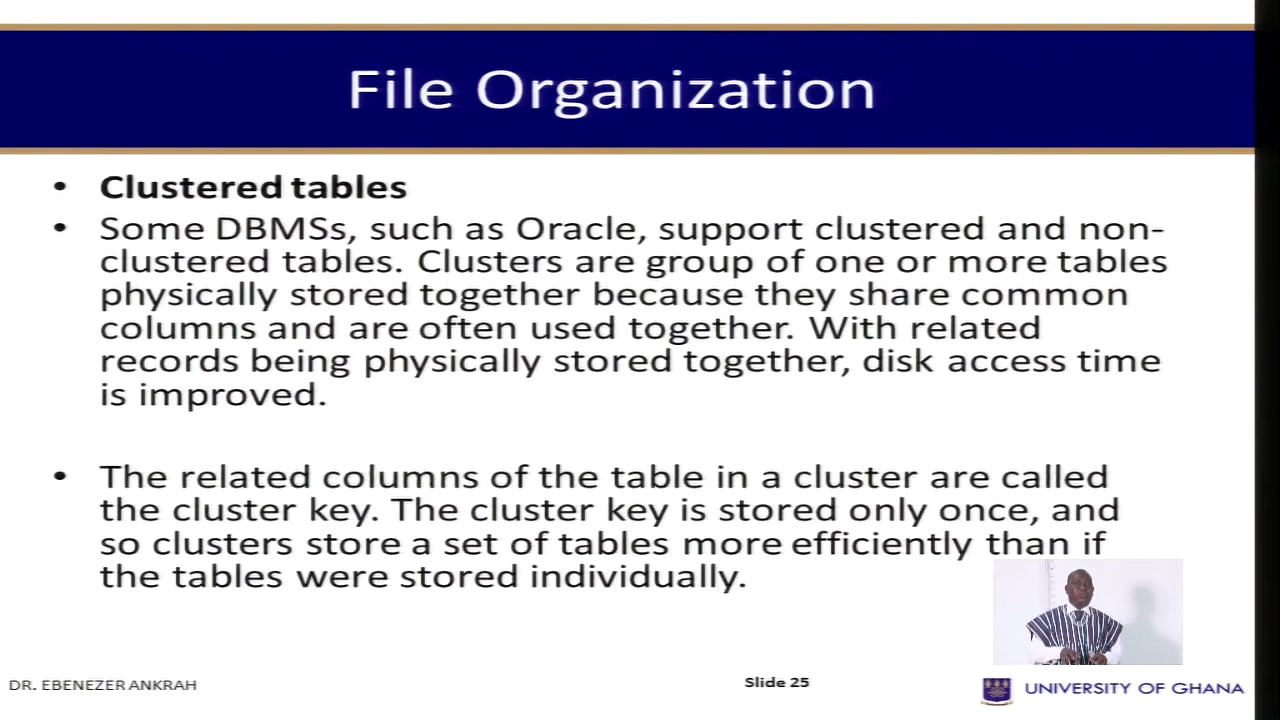 File Organization
• Clustered tables
• Some DBMSs, such as Oracle, support clustered and non-
clustered tables. Clusters are group of one or more tables
physically stored together because they share common
columns and are often used together. With related
records being physically stored together, disk access time
is improved.
• The related columns of the table in a cluster are called
the cluster key. The cluster key is stored only once, and
so clusters store a set of tables more efficiently than if
the tables were stored individually.
DR. EBENEZER ANKRAH
Slide 25
UNIVERSITY OF GHANA